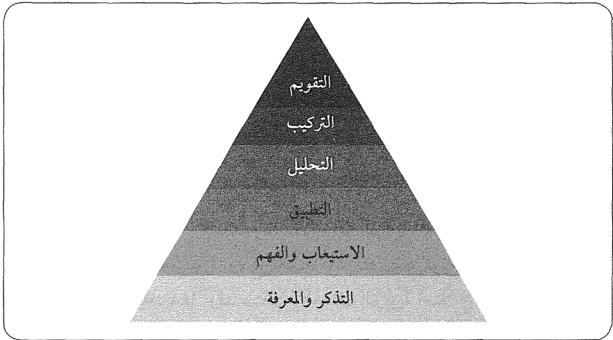 التقويم
التركيب
التحليل
التطبيق
الاستيعاب والفهم
التذكر والمعرفة